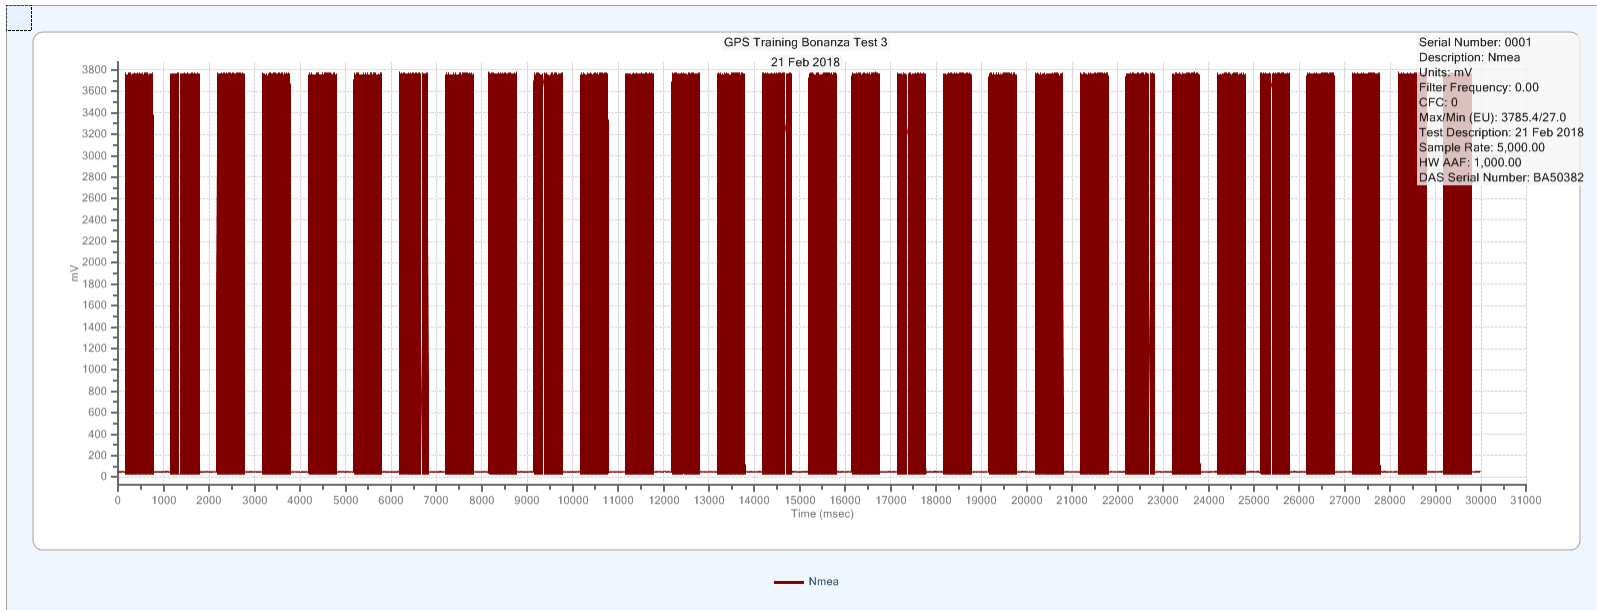 GPS Training Bonanza Test 3
21 Feb 2018
Serial Number: 0001
Description: Nmea
Units: mV
Filter Frequency: 0.00
CFC: 0
Max/Min (EU): 3785.4/27.0
Test Description: 21 Feb 2018
Sample Rate: 5,000.00
HW AAF: 1,000.00
DAS Serial Number: BA50382
3800
3600
3400
3200
3000
2800
2600
2400
2200
2000
1800
1600
1400
1200
1000
800
600
400
200
0
mV
0 1000 2000 3000 4000 5000 6000 7000 8000 9000 10000 11000 12000 13000 14000 15000 16000 17000 18000 19000 20000 21000 22000 23000 24000 25000 26000 27000 28000 29000 30000 31000
Time (msec)
Nmea